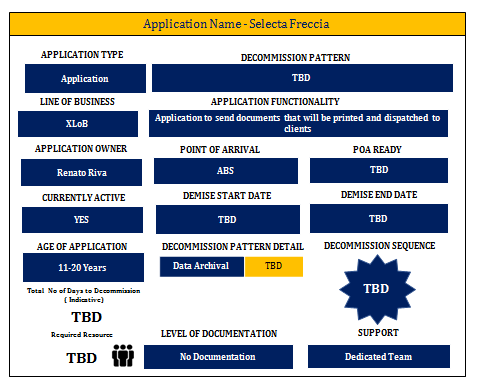 Application Name - Selecta Freccia
APPLICATION TYPE
Application
DECOMMISSION PATTERN
TBD
LINE OF BUSINESS
XLoB
APPLICATION FUNCTIONALITY
Application to send documents that will be printed and dispatched to
clients
APPLICATION OWNER
Renato Riva
POINT OF ARRIVAL
ABS
POA READY
TBD
CURRENTLY ACTIVE
YES
DEMISE START DATE
TBD
DEMISE END DATE
TBD
AGE OF APPLICATION
11-20 Years
DECOMMISSION PATTERN DETAIL
Data Archival TBD
DECOMMISSION SEQUENCE
TBD
Total No of Days to Decommission
( Indicative)
TBD
Required Resource
TBD
LEVEL OF DOCUMENTATION
No Documentation
SUPPORT
Dedicated Team